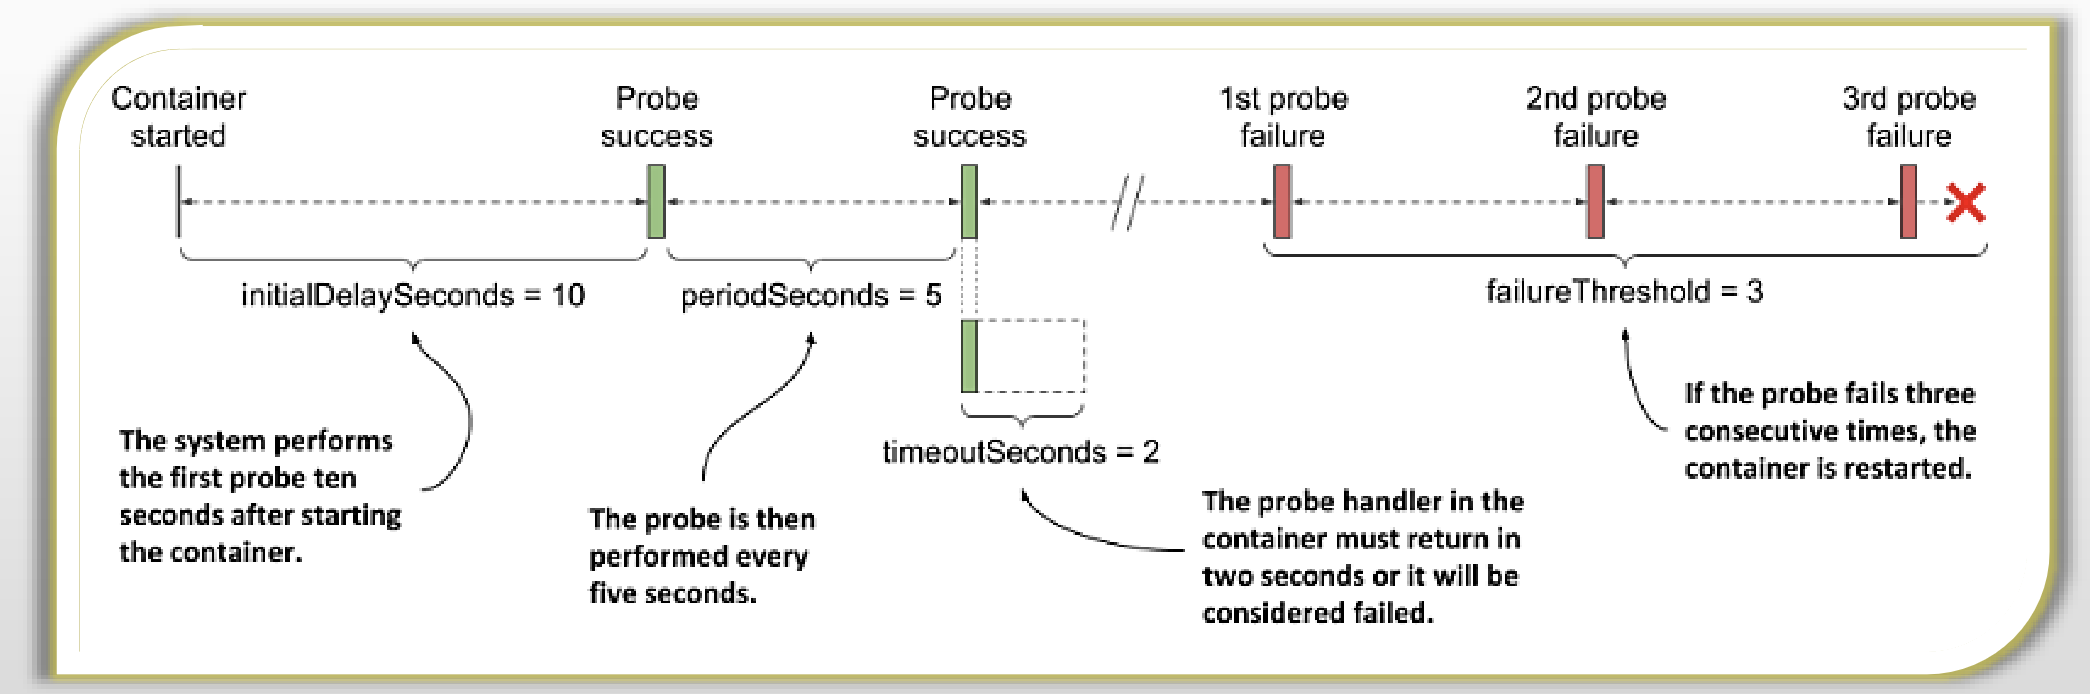 Container
started
Probe
success
Probe
success
1st probe
failure
2nd probe
failure
3rd probe
failure
initialDelaySeconds = 10
periodSeconds = 5
failureThreshold = 3
timeoutSeconds = 2
The system performs
the first probe ten
seconds after starting
the container.
The probe is then
performed every
five seconds.
The probe handler in the
container must return in
two seconds or it will be
considered failed.
If the probe fails three
consecutive times, the
container is restarted.